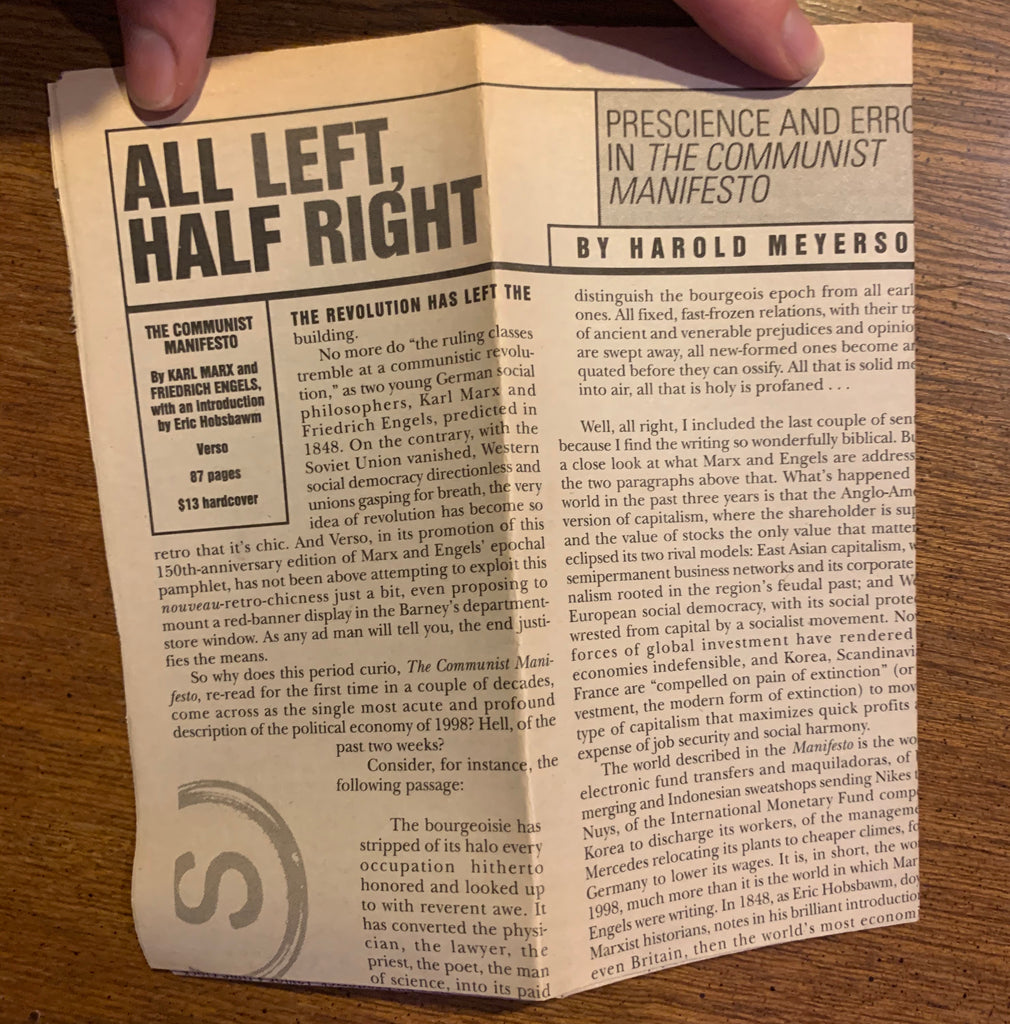 ALL LEFT,
HALF RIGHT
PRESCIENCE AND ERRO
IN THE COMMUNIST
MANIFESTO
BY HAROLD MEYERSO
THE COMMUNIST
MANIFESTO
By KARL MARX and
FRIEDRICH ENGELS,
with an Introduction
by Eric Hobsbawm
Verso
87 pages
$13 hardcover
THE REVOLUTION HAS LEFT THE
building.
No more do “the ruling classes
tremble at a communistic revolu-
tion,” as two young German social
philosophers, Karl Marx and
Friedrich Engels, predicted in
1848. On the contrary, with the
Soviet Union vanished, Western
social democracy directionless and
unions gasping for breath, the very
idea of revolution has become so
retro that it’s chic. And Verso, in its promotion of this
150th-anniversary edition of Marx and Engels’ epochal
pamphlet, has not been above attempting to exploit this
nouveau-retro-chicness just a bit, even proposing to
mount a red-banner display in the Barney’s department-
store window. As any ad man will tell you, the end justi-
fies the means.
So why does this period curio, The Communist Mani-
festo, re-read for the first time in a couple of decades,
come across as the single most acute and profound
description of the political economy of 1998? Hell, of the
past two weeks?
Consider, for instance, the
following passage:
The bourgeoisie has
stripped of its halo every
occupation hitherto
honored and looked up
to with reverent awe. It
has converted the physi-
cian, the lawyer, the
priest, the poet, the man
of science, into its paid
S
distinguish the bourgeois epoch from all earl
ones. All fixed, fast-frozen relations, with their tr
of ancient and venerable prejudices and opinio
are swept away, all new-formed ones become a
quated before they can ossify. All that is solid me
into air, all that is holy is profaned . . .
Well, all right, I included the last couple of sen
because I find the writing so wonderfully biblical. Bu
a close look at what Marx and Engels are address
the two paragraphs above that. What’s happened
world in the past three years is that the Anglo-Ame
version of capitalism, where the shareholder is sup
and the value of stocks the only value that matter
eclipsed its two rival models: East Asian capitalism, w
semipermanent business networks and its corporate
nalism rooted in the region’s feudal past; and We
European social democracy, with its social prote
wrested from capital by a socialist movement. No
forces of global investment have rendered
economies indefensible, and Korea, Scandinavi
France are “compelled on pain of extinction” (or
vestment, the modern form of extinction) to mov
type of capitalism that maximizes quick profits a
expense of job security and social harmony.
The world described in the Manifesto is the wo
electronic fund transfers and maquiladoras, of
merging and Indonesian sweatshops sending Nikes t
Nuys, of the International Monetary Fund comp
Korea to discharge its workers, of the manageme
Mercedes relocating its plants to cheaper climes, fo
Germany to lower its wages. It is, in short, the wo
1998, much more than it is the world in which Mar
Engels were writing. In 1848, as Eric Hobsbawm, do
Marxist historians, notes in his brilliant introductio
even Britain, then the world’s most econom